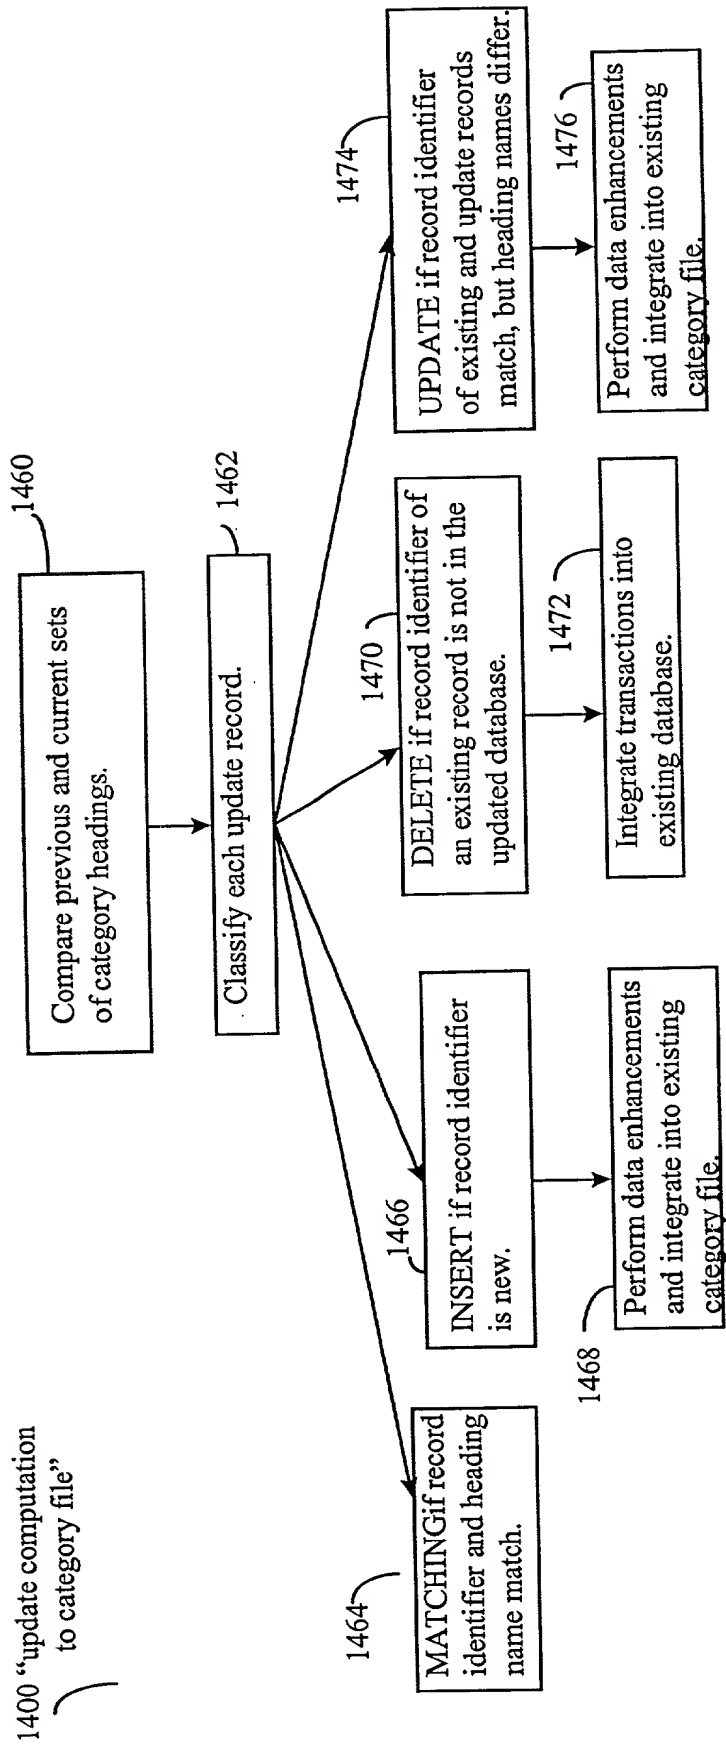 1400 “update computation
to category file”
1460
Compare previous and current sets
of category headings.
1462
Classify each update record.
1464
MATCHINGif record
identifier and heading
name match.
1466
INSERT if record identifier
is new.
1468
Perform data enhancements
and integrate into existing
category file.
1470
DELETE if record identifier of
an existing record is not in the
updated database.
1472
Integrate transactions into
existing database.
1474
UPDATE if record identifier
of existing and update records
match, but heading names differ.
1476
Perform data enhancements
and integrate into existing
category file.